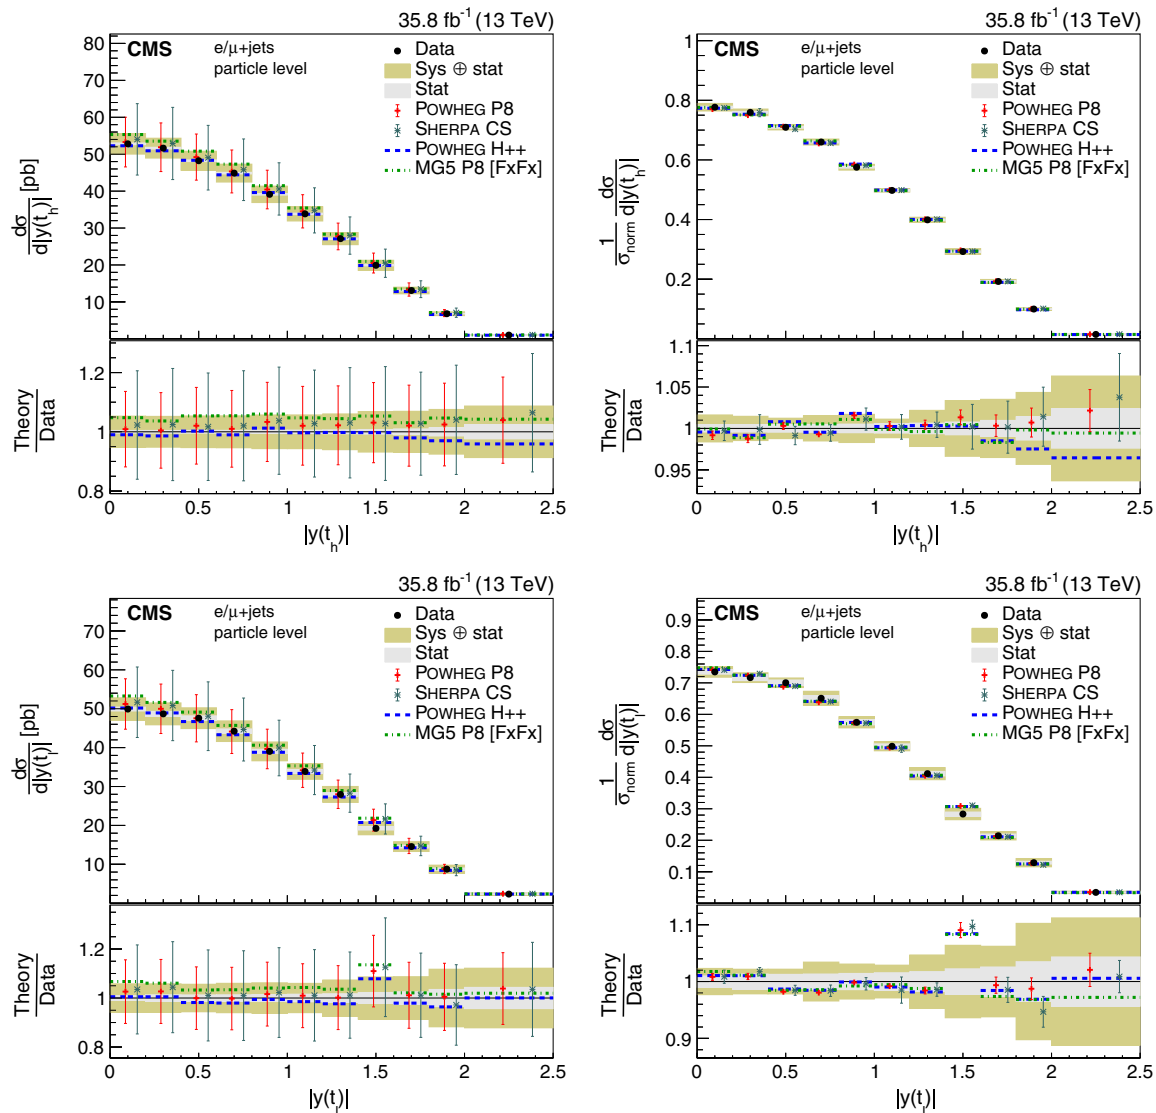 35.8 fb⁻¹ (13 TeV)
CMS
e/μ+jets
particle level
Data
Sys ⊕ stat
Stat
POWHEG P8
SHERPA CS
POWHEG H++
MG5 P8 [FxFx]
dσ/d|y(t_h)| [pb]
80
70
60
50
40
30
20
10
Theory/Data
1.2
1
0.8
0 0.5 1 1.5 2 2.5
|y(t_h)|
35.8 fb⁻¹ (13 TeV)
CMS
e/μ+jets
particle level
Data
Sys ⊕ stat
Stat
POWHEG P8
SHERPA CS
POWHEG H++
MG5 P8 [FxFx]
1/σ_norm dσ/d|y(t_h)|
1
0.8
0.6
0.4
0.2
Theory/Data
1.1
1.05
1
0.95
0 0.5 1 1.5 2 2.5
|y(t_h)|
35.8 fb⁻¹ (13 TeV)
CMS
e/μ+jets
particle level
Data
Sys ⊕ stat
Stat
POWHEG P8
SHERPA CS
POWHEG H++
MG5 P8 [FxFx]
dσ/d|y(t_l)| [pb]
70
60
50
40
30
20
10
Theory/Data
1.2
1
0.8
0 0.5 1 1.5 2 2.5
|y(t_l)|
35.8 fb⁻¹ (13 TeV)
CMS
e/μ+jets
particle level
Data
Sys ⊕ stat
Stat
POWHEG P8
SHERPA CS
POWHEG H++
MG5 P8 [FxFx]
1/σ_norm dσ/d|y(t_l)|
0.9
0.8
0.7
0.6
0.5
0.4
0.3
0.2
0.1
Theory/Data
1.1
1
0.9
0 0.5 1 1.5 2 2.5
|y(t_l)|